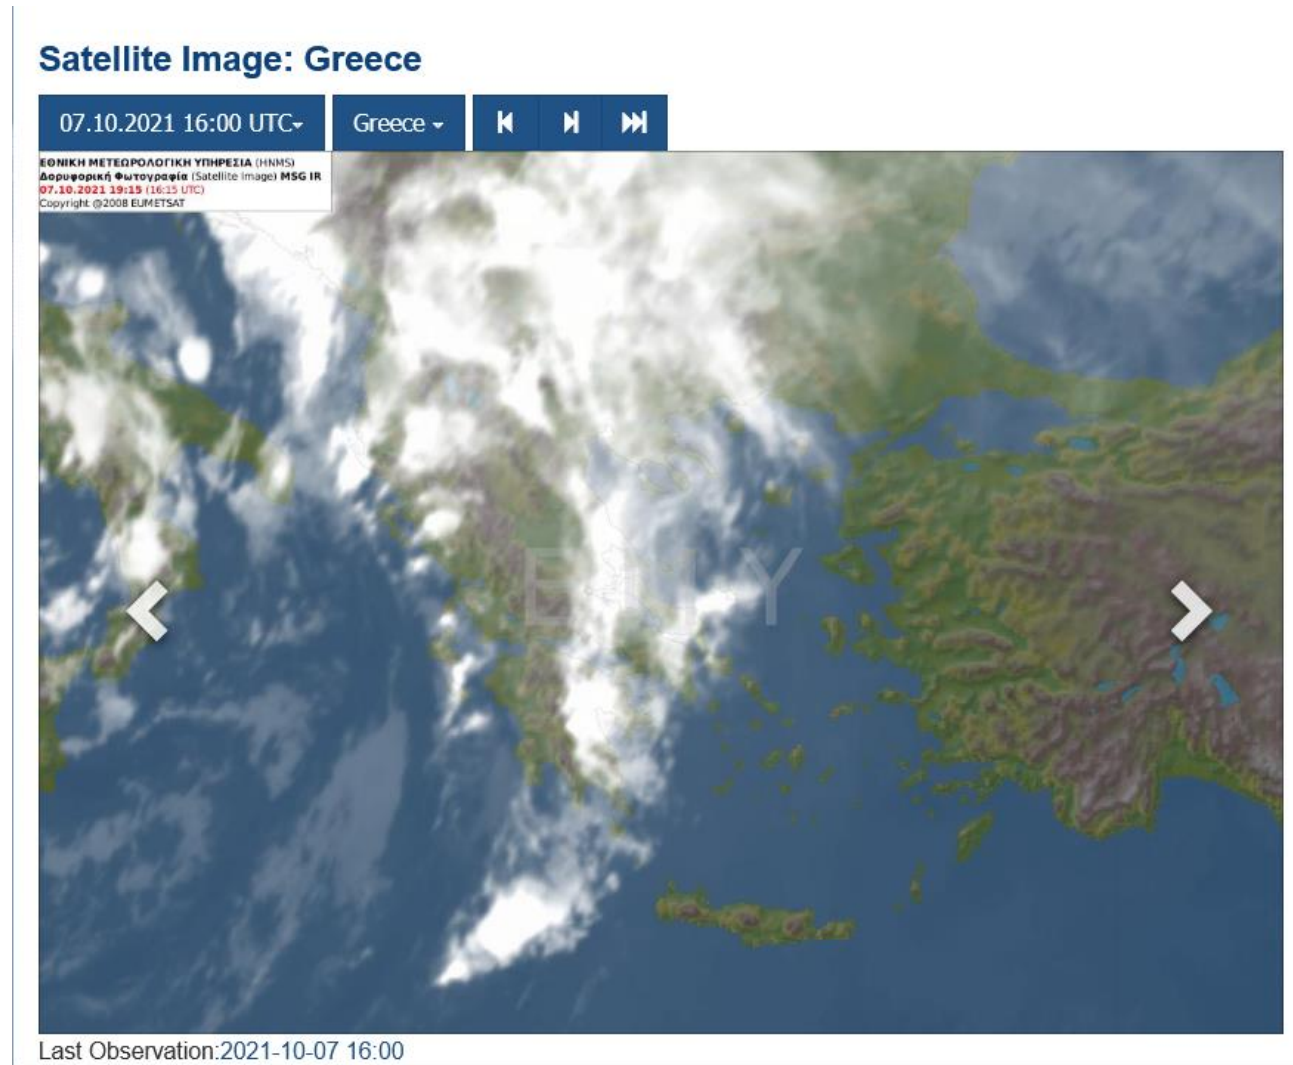 Satellite Image: Greece
07.10.2021 16:00 UTC
Greece
ΕΘΝΙΚΗ ΜΕΤΕΩΡΟΛΟΓΙΚΗ ΥΠΗΡΕΣΙΑ (HNMS)
Δορυφορική Φωτογραφία (Satellite Image) MSG IR
07.10.2021 19:15 (16:15 UTC)
Copyright @2008 EUMETSAT
ΕΜΥ
Last Observation:2021-10-07 16:00